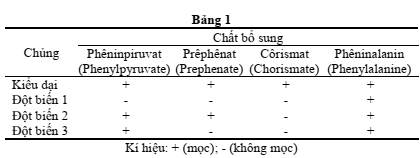 Bảng 1
Chất bổ sung
Chủng Phêninpiruvat Prêphênat Côrismat Phêninalanin
(Phenylpyruvate) (Prephenate) (Chorismate) (Phenylalanine)
Kiểu dại + + + +
Đột biến 1 - - - +
Đột biến 2 + + - +
Đột biến 3 + - - +
Kí hiệu: + (mọc); - (không mọc)